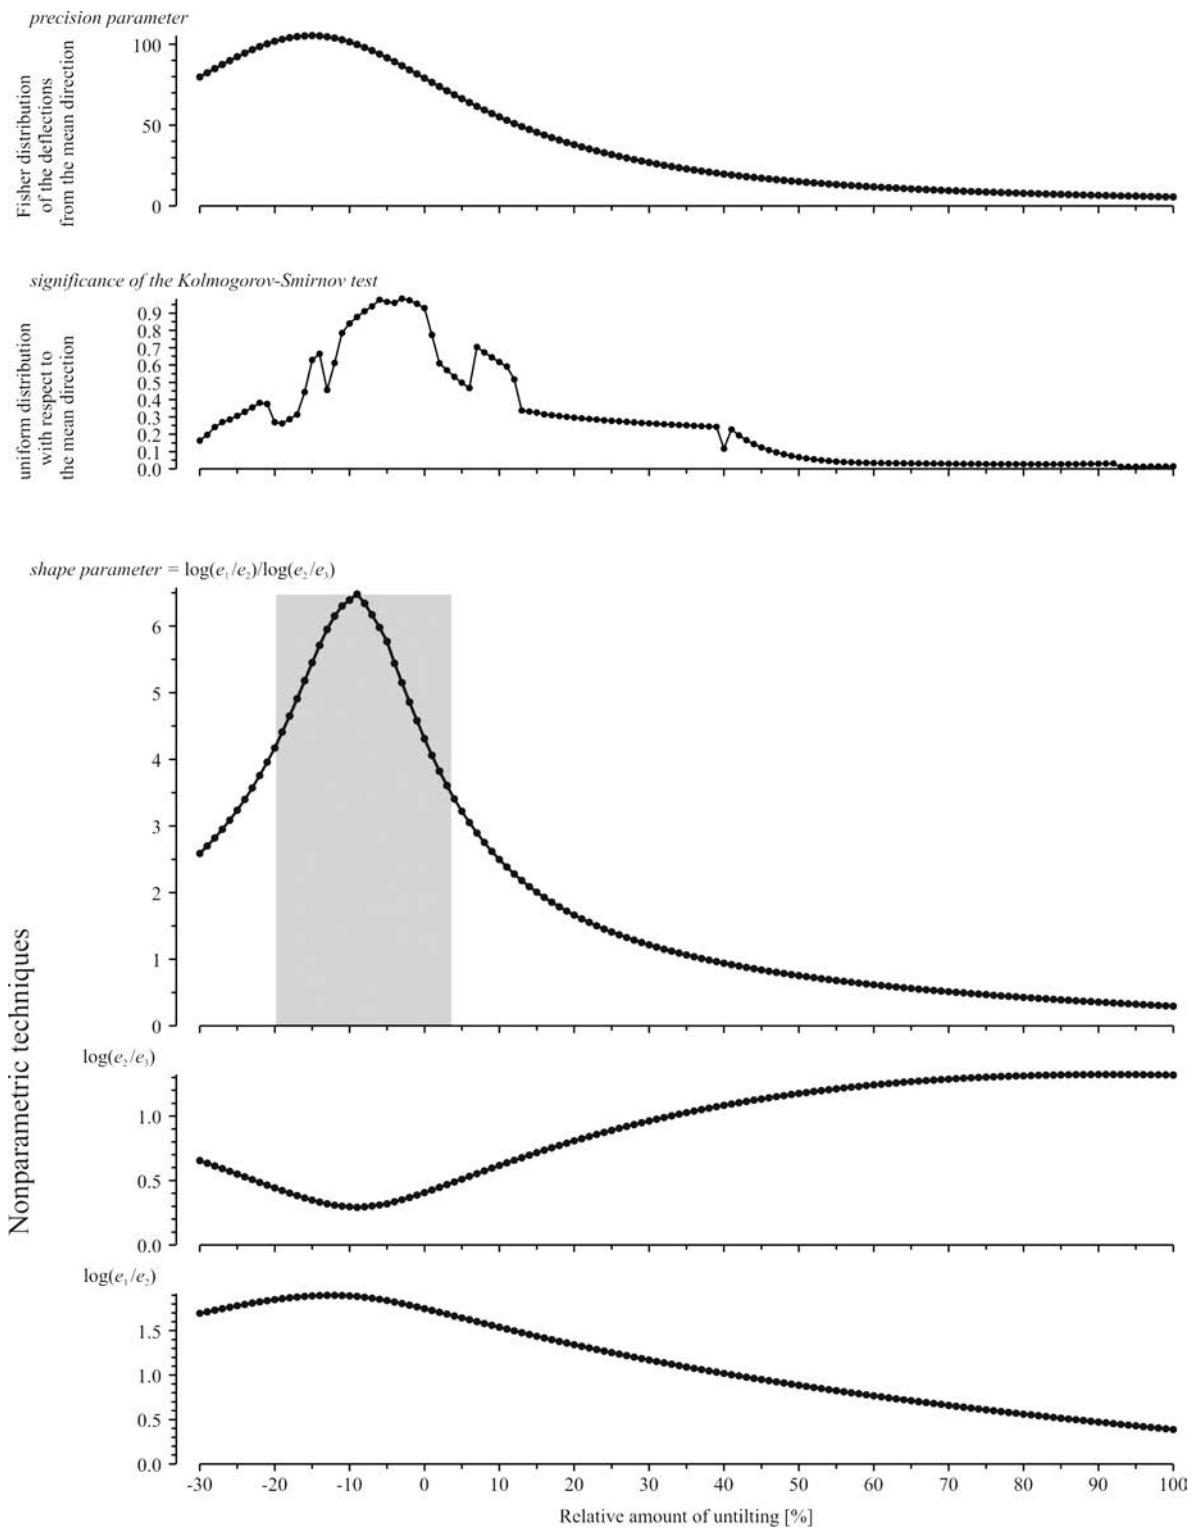 precision parameter
Fisher distribution
of the deflections
from the mean direction
100
50
0
significance of the Kolmogorov-Smirnov test
uniform distribution
with respect to
the mean direction
0.9
0.8
0.7
0.6
0.5
0.4
0.3
0.2
0.1
0.0
shape parameter = log(e₁/e₂)/log(e₂/e₃)
6
5
4
3
2
1
0
Nonparametric techniques
log(e₂/e₃)
1.0
0.5
0.0
log(e₁/e₂)
1.5
1.0
0.5
0.0
-30 -20 -10 0 10 20 30 40 50 60 70 80 90 100
Relative amount of untilting [%]